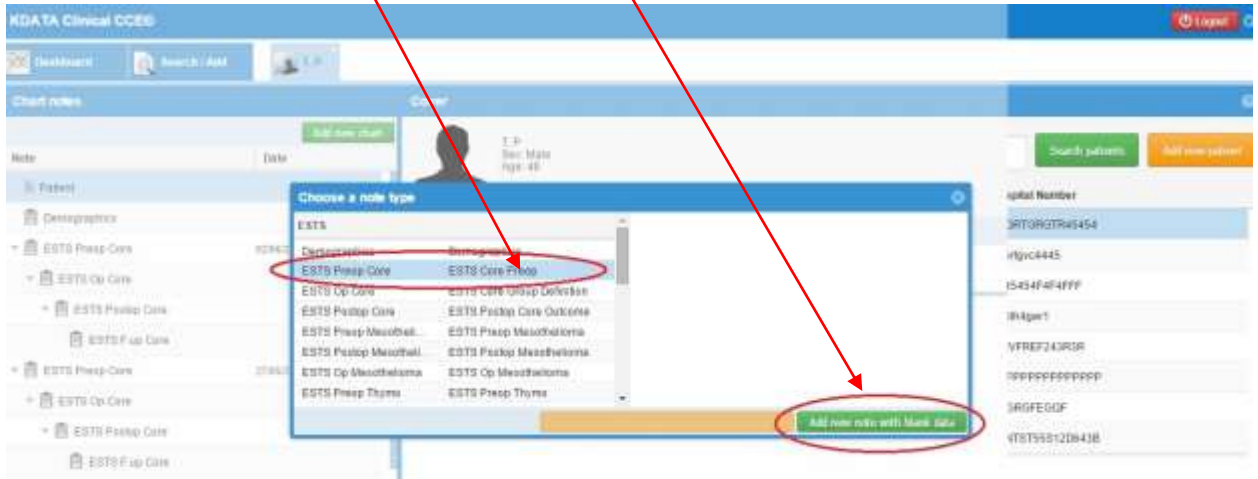 KDATA Clinical CCEG
Logout
Dashboard
Search / Add
T, P
Chart notes
Cover
Add new chart
Note
Date
T, P
Sex: Male
Age: 48
Search patients
Add new patient
Hospital Number
Patient
Demographics
ESTS Preop Core
ESTS Op Core
ESTS Postop Core
ESTS F up Core
ESTS Preop Core
ESTS Op Core
ESTS Postop Core
ESTS F up Core
Choose a note type
ESTS
Demographics Demographics
ESTS Preop Core ESTS Core Preop
ESTS Op Core ESTS Core Group Definition
ESTS Postop Core ESTS Postop Core Outcome
ESTS Preop Mesotheli... ESTS Preop Mesothelioma
ESTS Postop Mesotheli... ESTS Postop Mesothelioma
ESTS Op Mesothelioma ESTS Op Mesothelioma
ESTS Preop Thymo ESTS Preop Thymo
Add new note with blank data